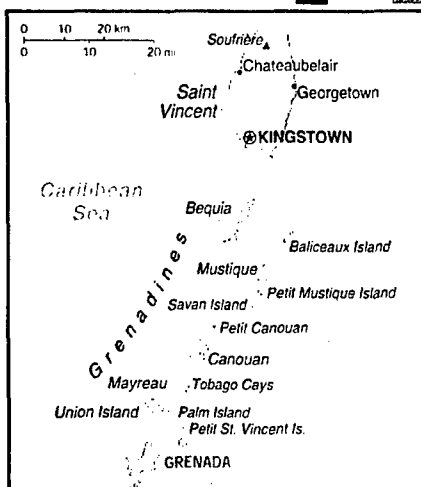 0 10 20 km
0 10 20 mi
Soufrière
Chateaubelair
Saint
Vincent
Georgetown
KINGSTOWN
Caribbean
Sea
Bequia
Baliceaux Island
Grenadines
Mustique
Petit Mustique Island
Savan Island
Petit Canouan
Canouan
Mayreau
Tobago Cays
Union Island
Palm Island
Petit St. Vincent Is.
GRENADA